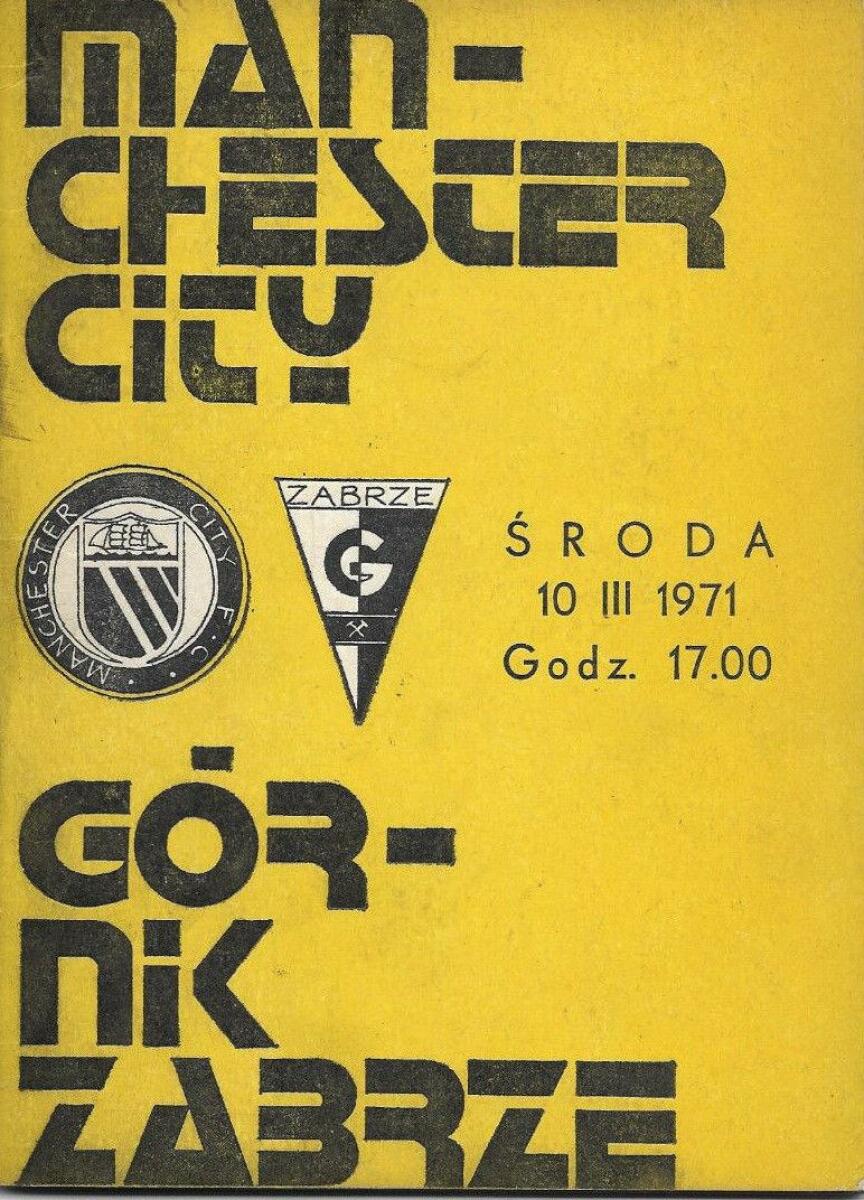 MAN-
CHESTER
CITY
MANCHESTER CITY F.C.
ZABRZE
G
ŚRODA
10 III 1971
Godz. 17.00
GÓR-
NIK
ZABRZE